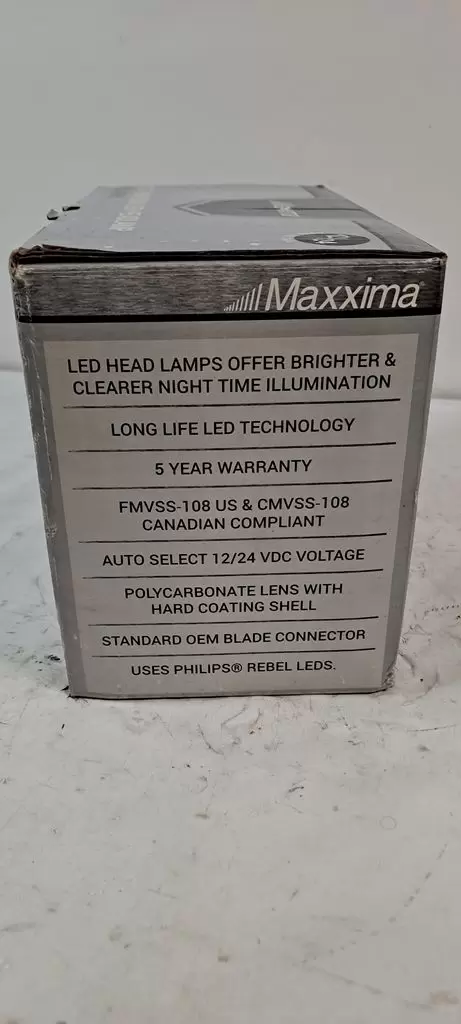 Maxxima
LED HEAD LAMPS OFFER BRIGHTER &
CLEARER NIGHT TIME ILLUMINATION
LONG LIFE LED TECHNOLOGY
5 YEAR WARRANTY
FMVSS-108 US & CMVSS-108
CANADIAN COMPLIANT
AUTO SELECT 12/24 VDC VOLTAGE
POLYCARBONATE LENS WITH
HARD COATING SHELL
STANDARD OEM BLADE CONNECTOR
USES PHILIPS® REBEL LEDS.